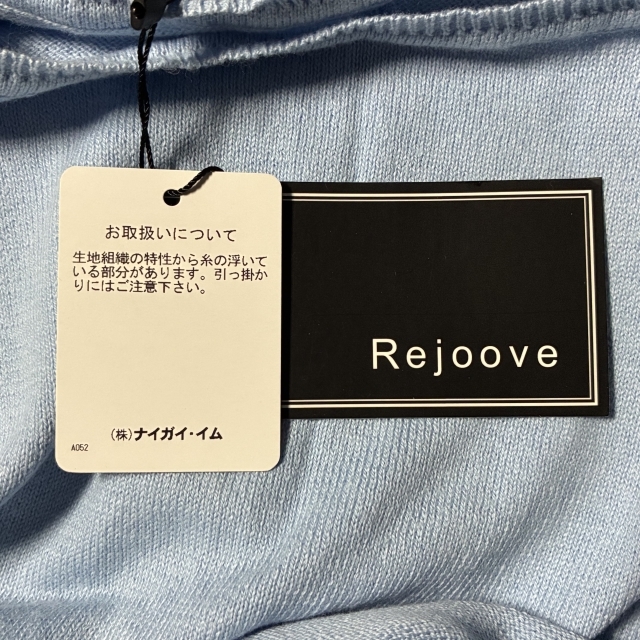 お取扱いについて
生地組織の特性から糸の浮いて
いる部分があります。引っ掛か
りにはご注意下さい。
(株)ナイガイ・イム
A052
Rejoove